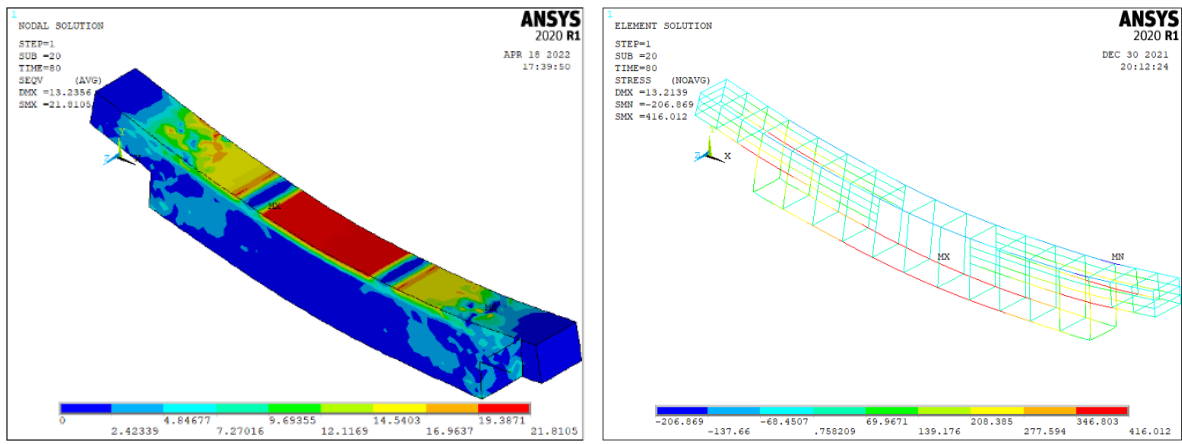 1
NODAL SOLUTION
STEP=1
SUB =20
TIME=80
SEQV (AVG)
DMX =13.2356
SMX =21.8105
ANSYS
2020 R1
APR 18 2022
17:39:50
Y
Z
MX
0
4.84677
9.69355
14.5403
19.3871
2.42339
7.27016
12.1169
16.9637
21.8105
1
ELEMENT SOLUTION
STEP=1
SUB =20
TIME=80
STRESS (NOAVG)
DMX =13.2139
SMN =-206.869
SMX =416.012
ANSYS
2020 R1
DEC 30 2021
20:12:24
Y
Z X
MX
MN
-206.869
-68.4507
69.9671
208.385
346.803
-137.66
.758209
139.176
277.594
416.012